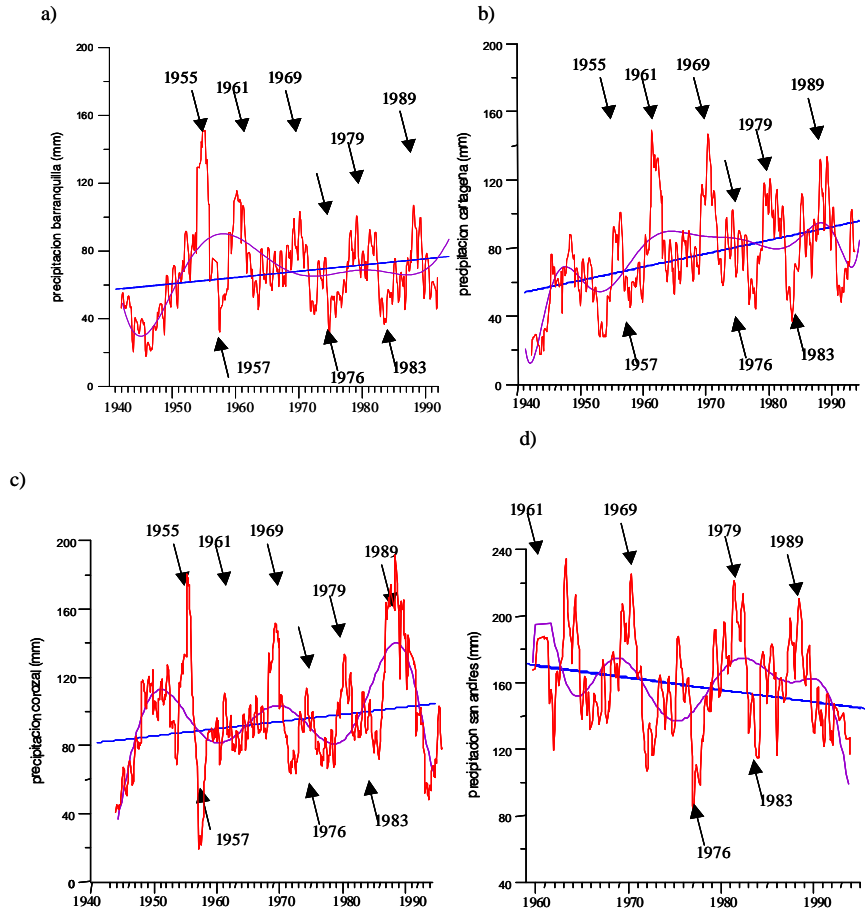 a)
precipitacion barranquilla (mm)
200
160
120
80
40
0
1940 1950 1960 1970 1980 1990
1955 1961 1969 1979 1989
1957 1976 1983
b)
precipitacion cartagena (mm)
200
160
120
80
40
0
1940 1950 1960 1970 1980 1990
1955 1961 1969 1979 1989
1957 1976 1983
c)
precipitacion corozal (mm)
200
160
120
80
40
0
1940 1950 1960 1970 1980 1990
1955 1961 1969 1979 1989
1957 1976 1983
d)
precipitacion san andres (mm)
240
200
160
120
80
40
1960 1970 1980 1990
1961 1969 1979 1989
1976 1983